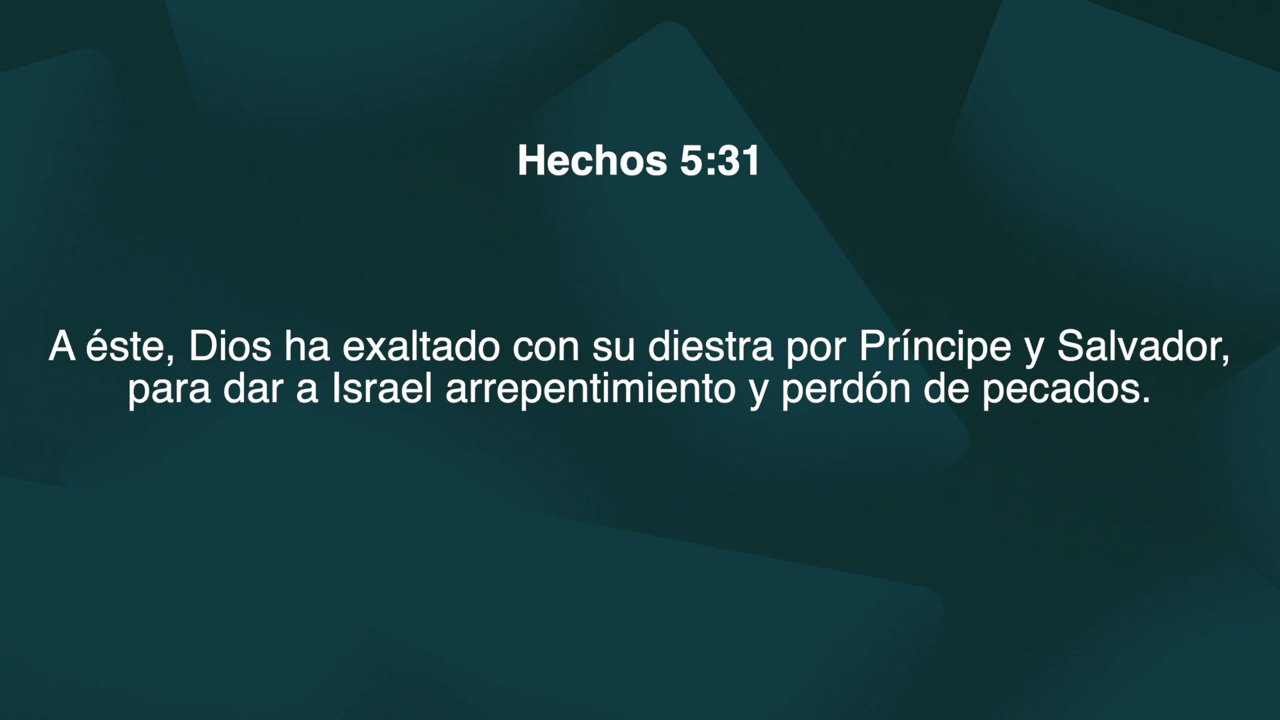 Hechos 5:31
A éste, Dios ha exaltado con su diestra por Príncipe y Salvador,
para dar a Israel arrepentimiento y perdón de pecados.